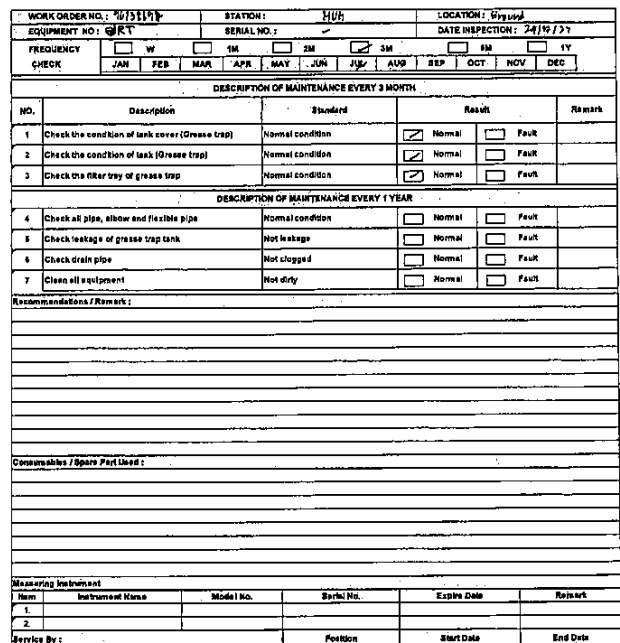 WORK ORDER NO. : STATION : HUH LOCATION : Ground
EQUIPMENT NO : GRT SERIAL NO. : - DATE INSPECTION :
FREQUENCY W 1M 2M 3M 6M 1Y
CHECK JAN FEB MAR APR MAY JUN JUL AUG SEP OCT NOV DEC
DESCRIPTION OF MAINTENANCE EVERY 3 MONTH
NO. Description Standard Result Remark
1 Check the condition of tank cover (Grease trap) Normal condition Normal Fault
2 Check the condition of tank (Grease trap) Normal condition Normal Fault
3 Check the filter tray of grease trap Normal condition Normal Fault
DESCRIPTION OF MAINTENANCE EVERY 1 YEAR
4 Check all pipe, elbow and flexible pipe Normal condition Normal Fault
5 Check leakage of grease trap tank Not leakage Normal Fault
6 Check drain pipe Not clogged Normal Fault
7 Clean all equipment Not dirty Normal Fault
Recommendations / Remark :
Consumables / Spare Part Used :
Measuring Instrument
Item Instrument Name Model No. Serial No. Expire Date Remark
1.
2.
Service By : Position Start Date End Date